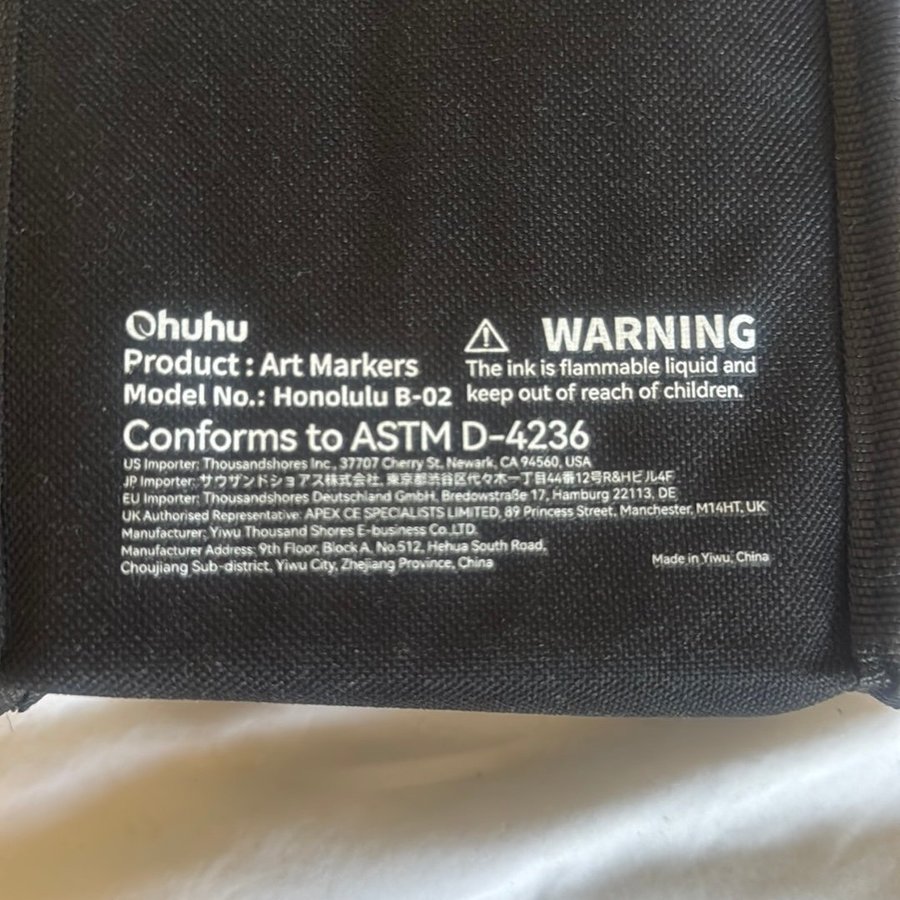 Ohuhu
Product : Art Markers
Model No.: Honolulu B-02
WARNING
The ink is flammable liquid and
keep out of reach of children.
Conforms to ASTM D-4236
US Importer: Thousandshores Inc., 37707 Cherry St. Newark, CA 94560, USA
JP Importer: サウザンドショアス株式会社, 東京都渋谷区代々木一丁目44番12号R&Hビル4F
EU Importer: Thousandshores Deutschland GmbH, Bredowstraße 17, Hamburg 22113, DE
UK Authorised Representative: APEX CE SPECIALISTS LIMITED, 89 Princess Street, Manchester, M14HT, UK
Manufacturer: Yiwu Thousand Shores E-business Co.,LTD.
Manufacturer Address: 9th Floor, Block A, No.512, Hehua South Road,
Choujiang Sub-district, Yiwu City, Zhejiang Province, China
Made in Yiwu, China